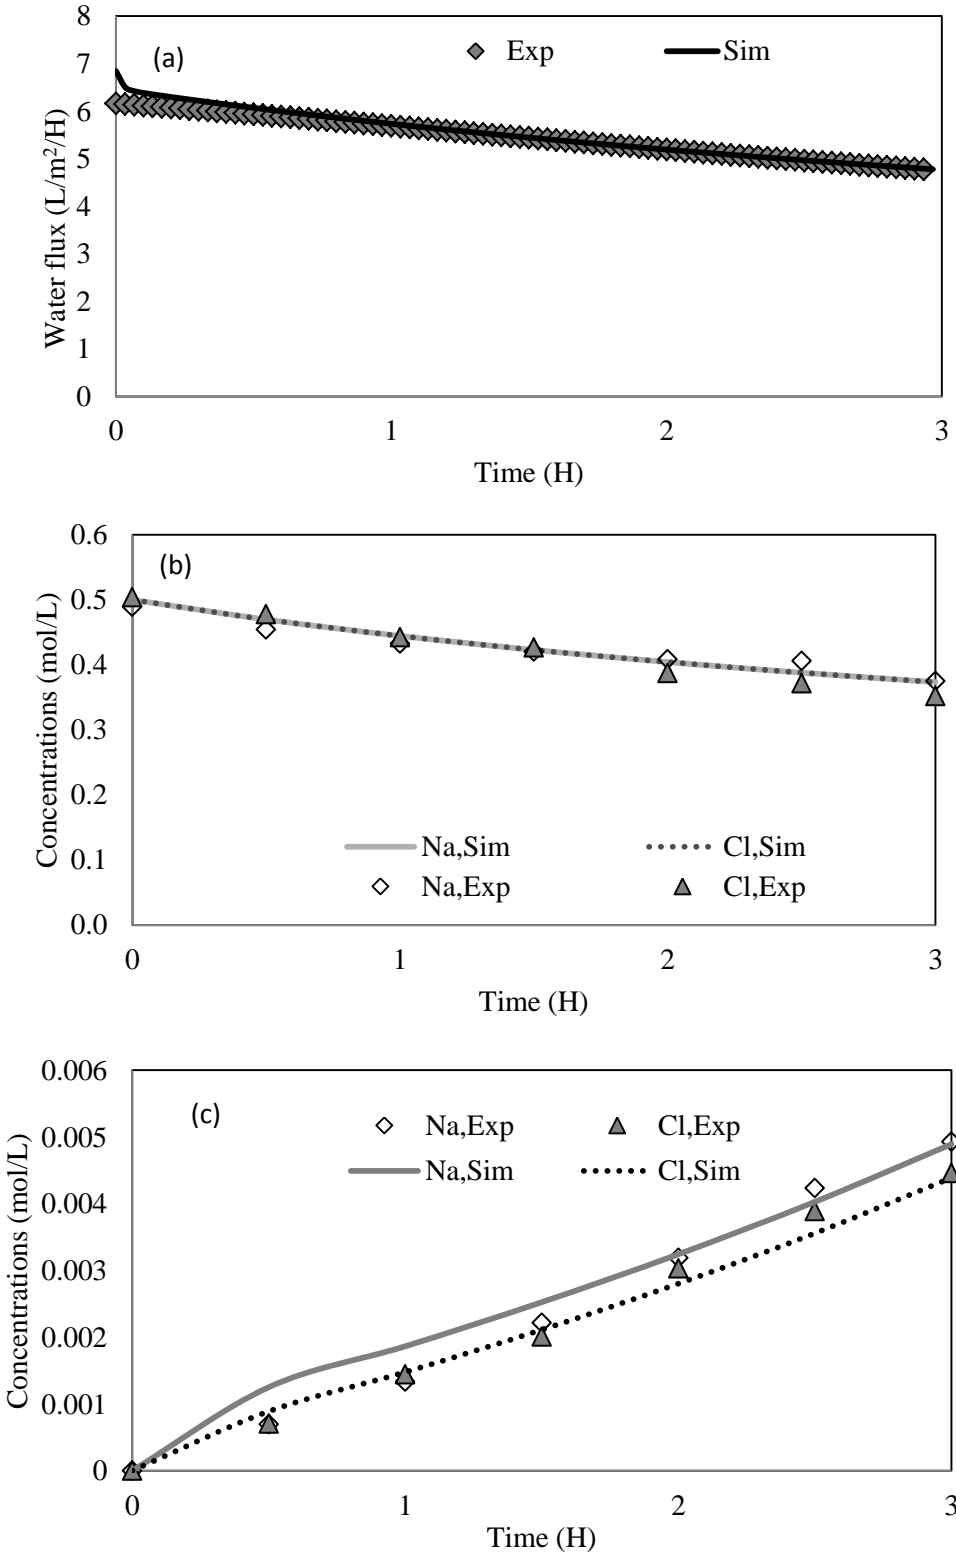 8
(a)
Exp
Sim
7
6
5
4
3
2
1
0
Water flux (L/m²/H)
0 1 2 3
Time (H)
0.6
(b)
0.5
0.4
0.3
0.2
0.1
0.0
Concentrations (mol/L)
Na,Sim Cl,Sim
Na,Exp Cl,Exp
0 1 2 3
Time (H)
0.006
(c)
0.005
0.004
0.003
0.002
0.001
0
Concentrations (mol/L)
Na,Exp Cl,Exp
Na,Sim Cl,Sim
0 1 2 3
Time (H)